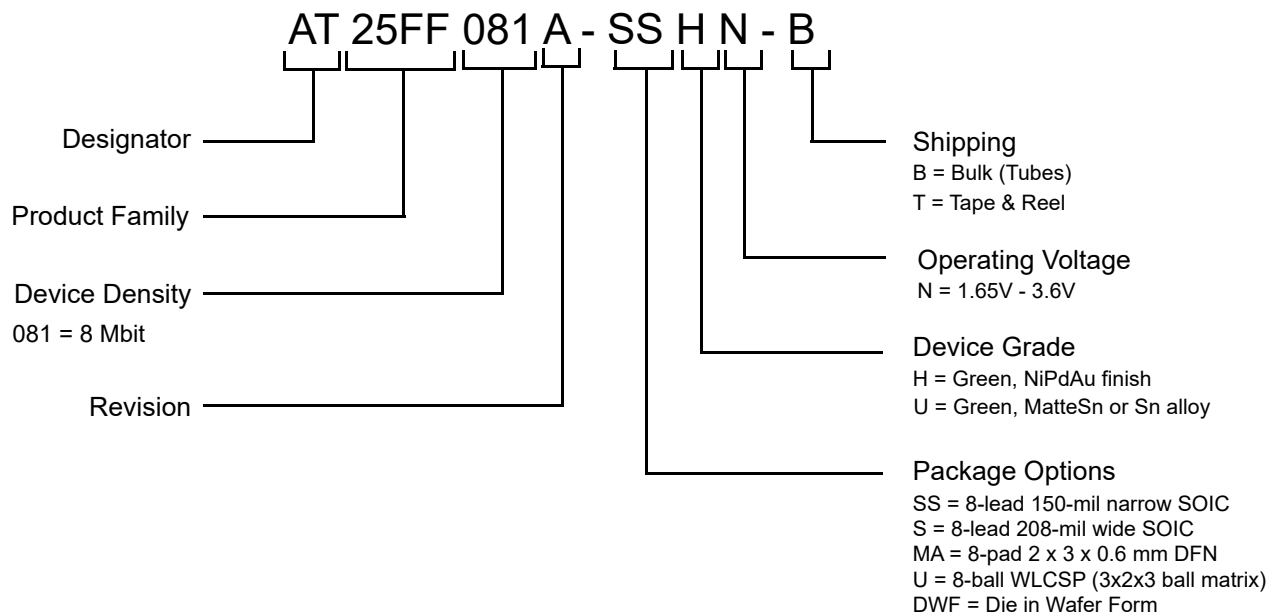 AT 25FF 081 A - SS H N - B
Designator
Product Family
Device Density
081 = 8 Mbit
Revision
Shipping
B = Bulk (Tubes)
T = Tape & Reel
Operating Voltage
N = 1.65V - 3.6V
Device Grade
H = Green, NiPdAu finish
U = Green, MatteSn or Sn alloy
Package Options
SS = 8-lead 150-mil narrow SOIC
S = 8-lead 208-mil wide SOIC
MA = 8-pad 2 x 3 x 0.6 mm DFN
U = 8-ball WLCSP (3x2x3 ball matrix)
DWF = Die in Wafer Form